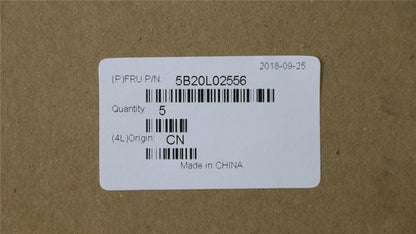 2018-09-25
(P)FRU P/N: 5B20L02556
Quantity: 5
(4L)Origin: CN
Made in CHINA